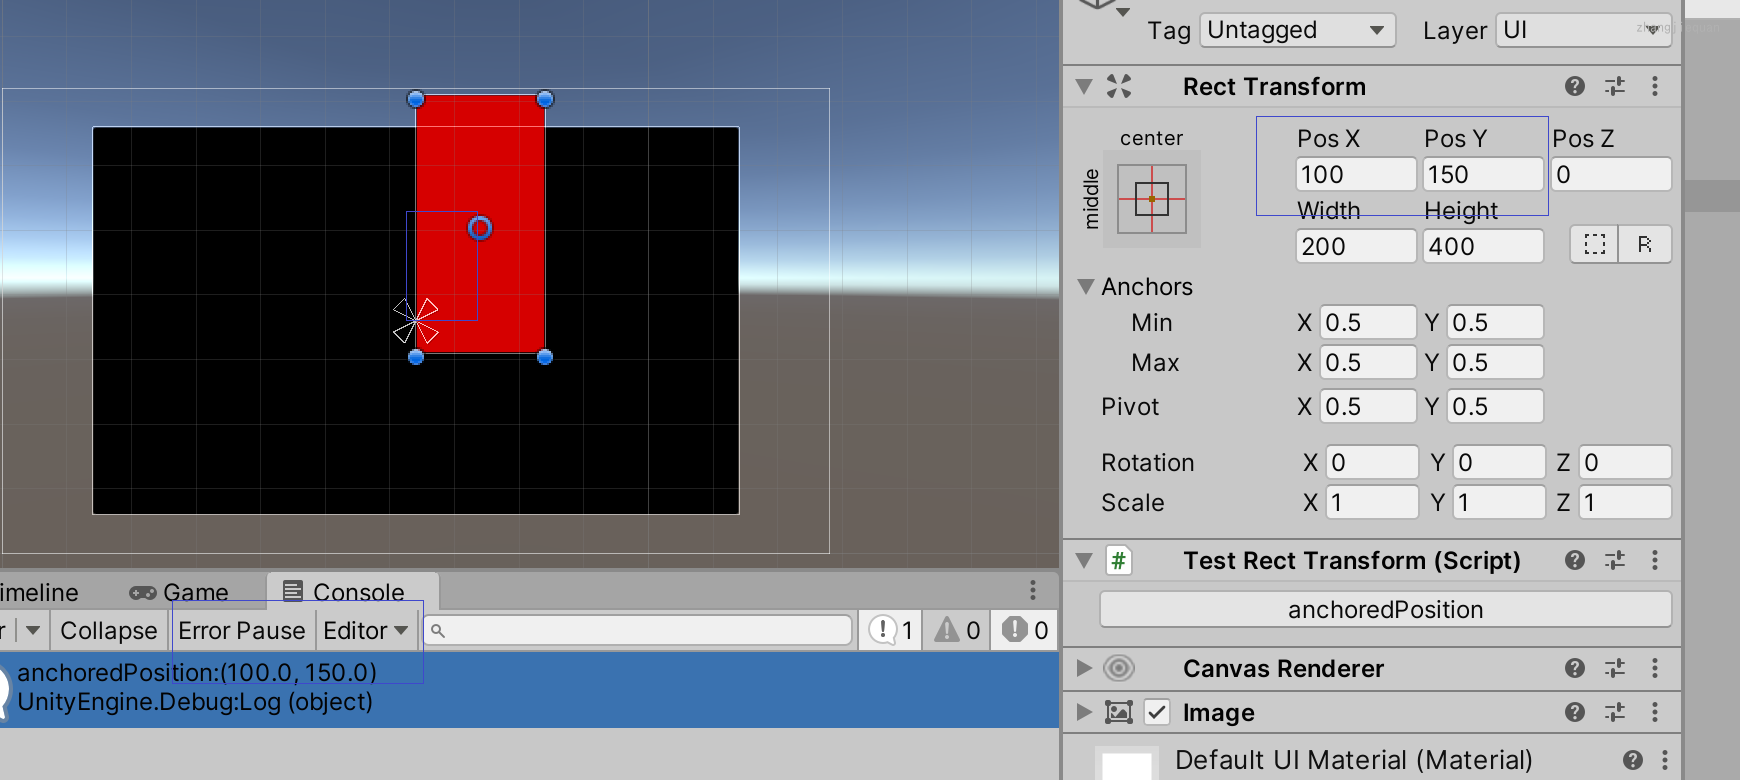 Tag Untagged Layer UI
Rect Transform
center
middle
Pos X Pos Y Pos Z
100 150 0
Width Height
200 400 R
Anchors
Min X 0.5 Y 0.5
Max X 0.5 Y 0.5
Pivot X 0.5 Y 0.5
Rotation X 0 Y 0 Z 0
Scale X 1 Y 1 Z 1
# Test Rect Transform (Script)
anchoredPosition
Canvas Renderer
Image
Default UI Material (Material)
imeline Game Console
r Collapse Error Pause Editor 1 0 0
anchoredPosition:(100.0, 150.0)
UnityEngine.Debug:Log (object)